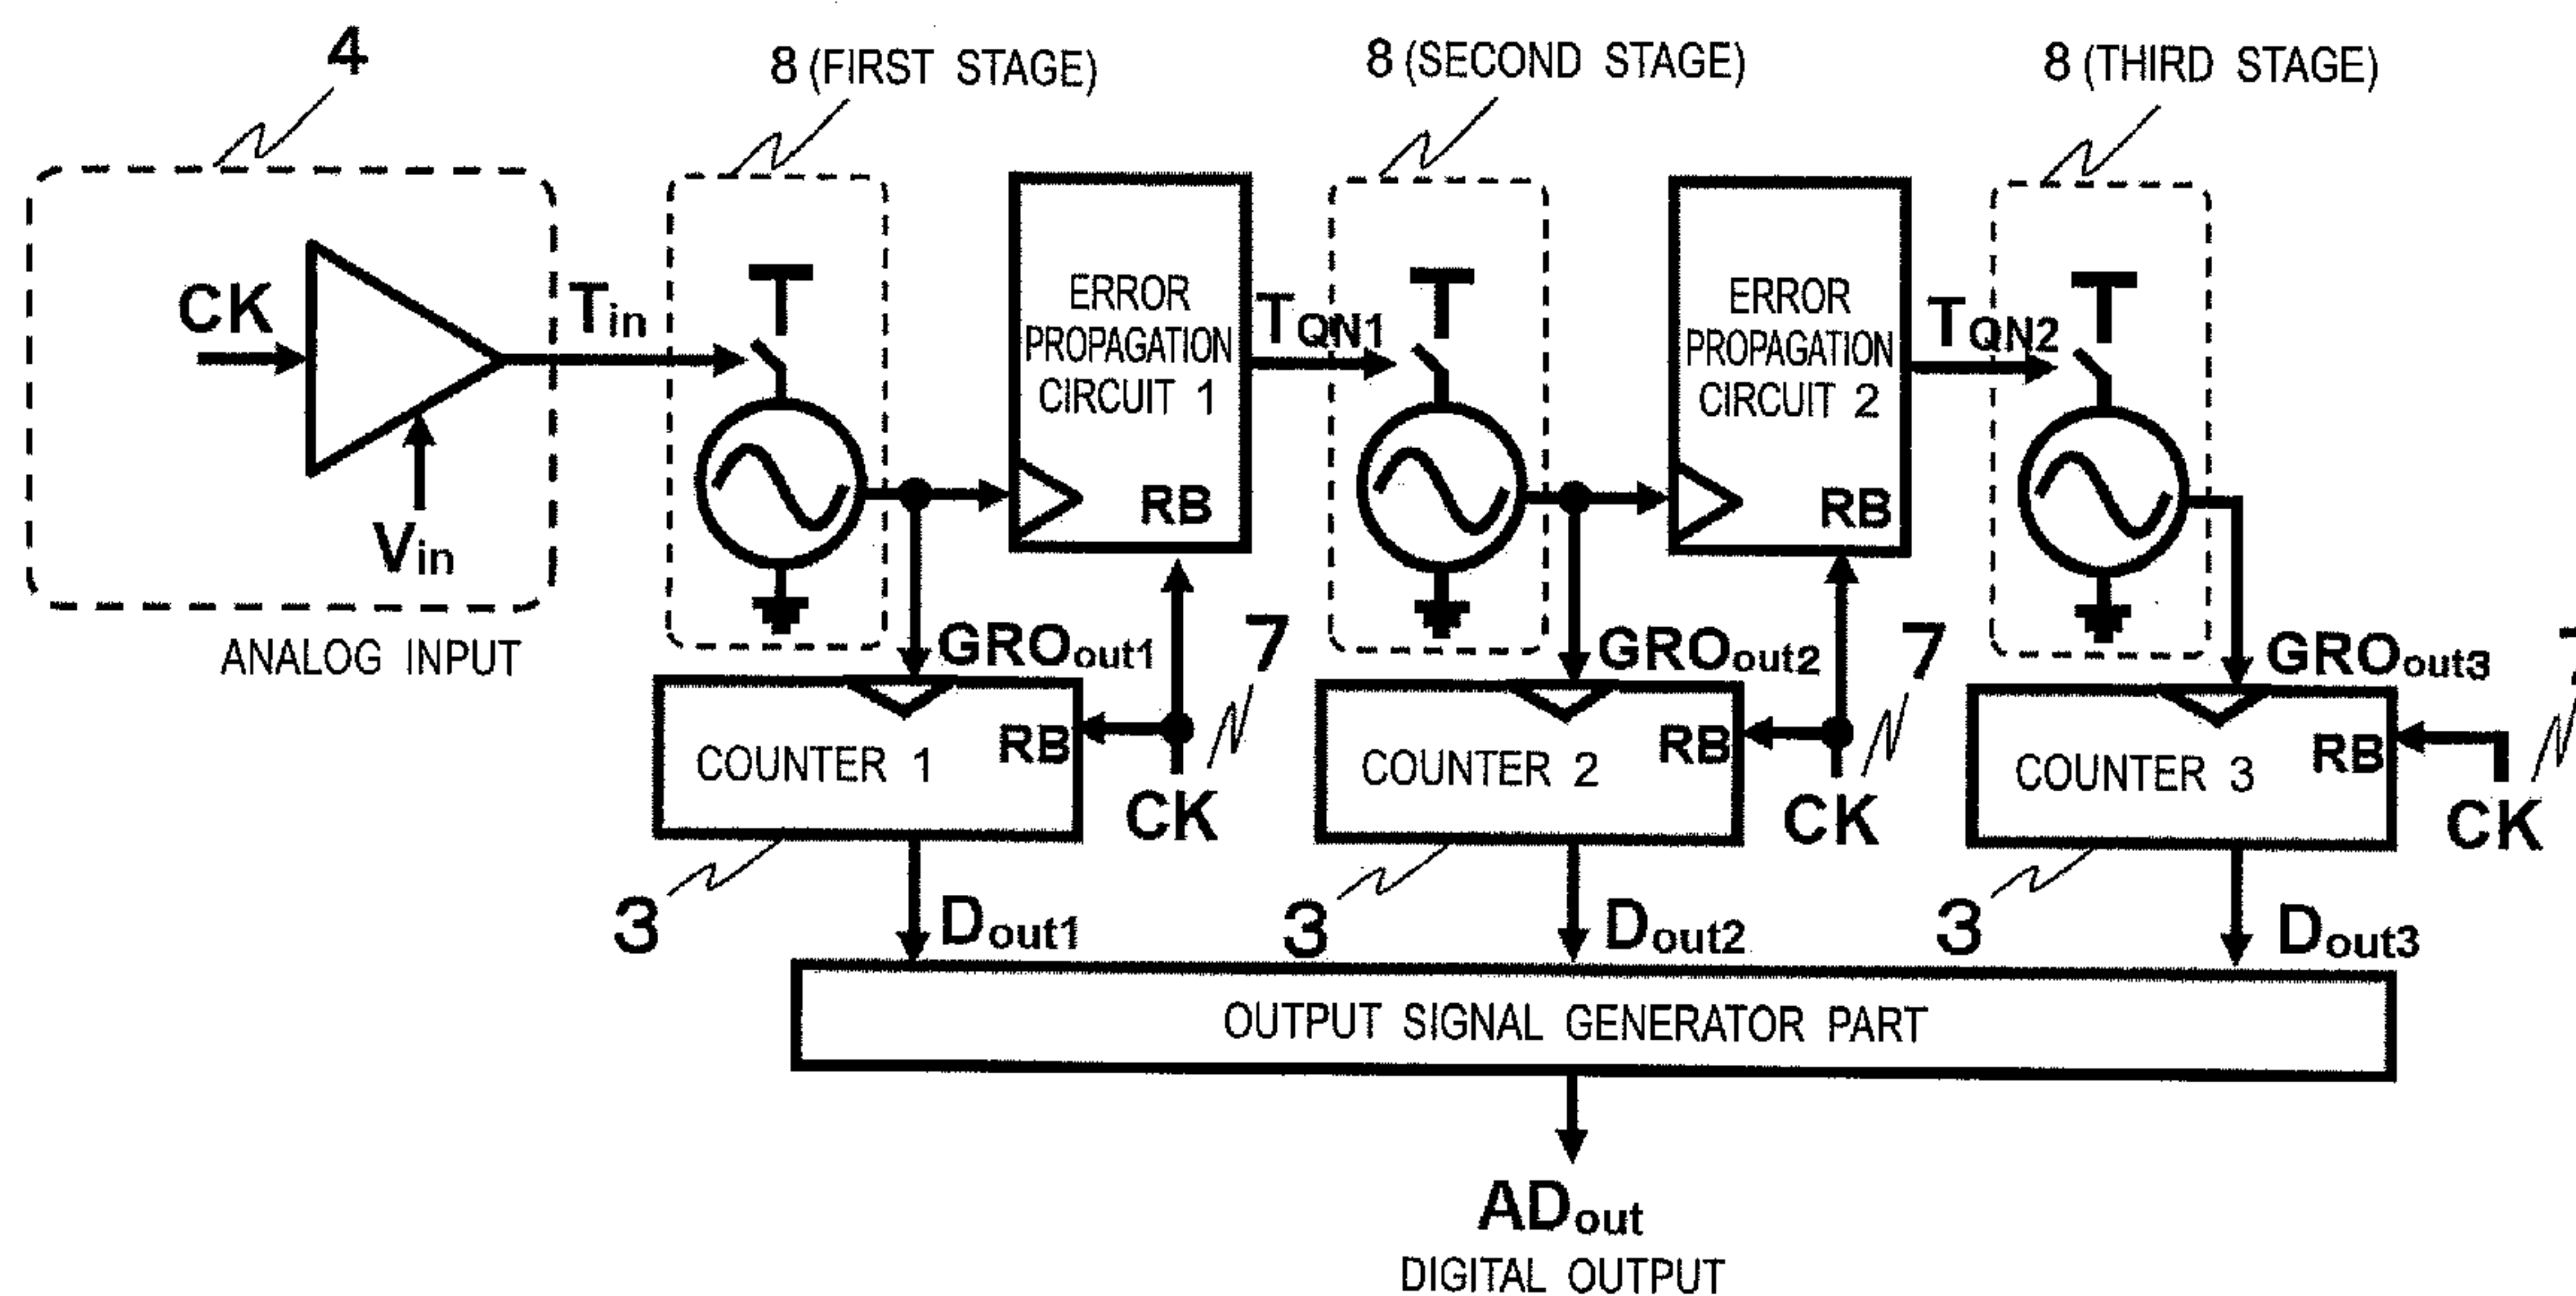 4
8 (FIRST STAGE)
8 (SECOND STAGE)
8 (THIRD STAGE)
CK
Tin
Vin
ANALOG INPUT
ERROR
PROPAGATION
CIRCUIT 1
RB
TQN1
ERROR
PROPAGATION
CIRCUIT 2
RB
TQN2
GROout1
7
GROout2
7
GROout3
7
COUNTER 1
RB
CK
COUNTER 2
RB
CK
COUNTER 3
RB
CK
3
Dout1
3
Dout2
3
Dout3
OUTPUT SIGNAL GENERATOR PART
ADout
DIGITAL OUTPUT